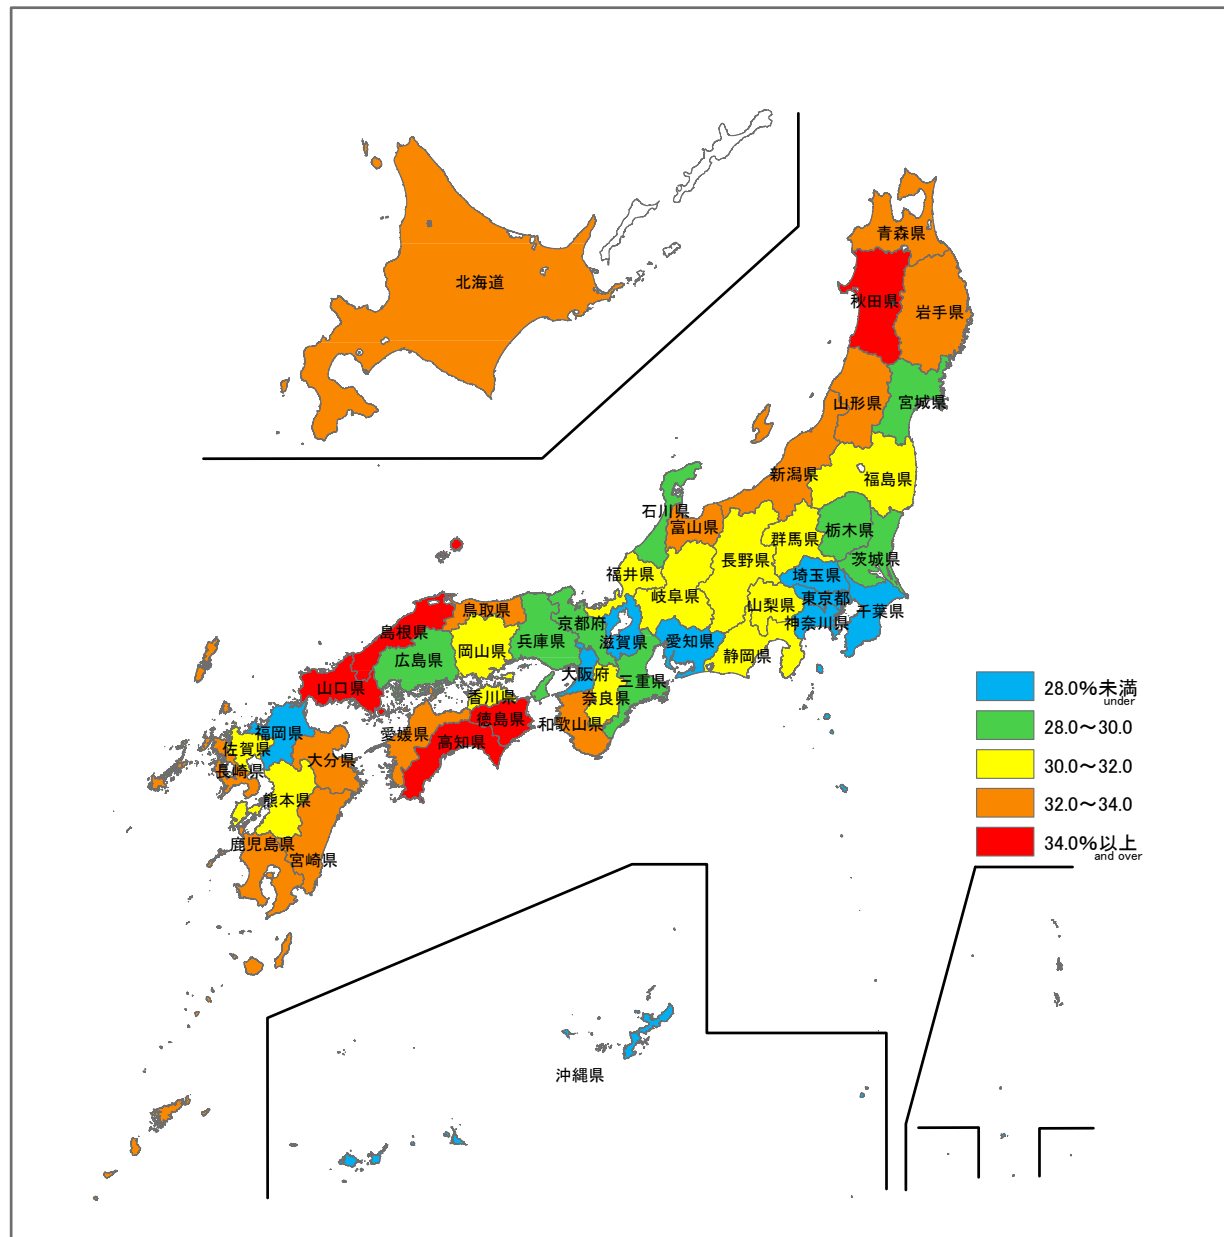 北海道
青森県
秋田県
岩手県
山形県
宮城県
新潟県
福島県
石川県
富山県
栃木県
群馬県
茨城県
長野県
福井県
埼玉県
岐阜県
東京都
山梨県
千葉県
神奈川県
鳥取県
京都府
島根県
兵庫県
滋賀県
愛知県
岡山県
静岡県
広島県
大阪府
三重県
山口県
香川県
奈良県
徳島県
和歌山県
福岡県
愛媛県
高知県
佐賀県
大分県
長崎県
熊本県
鹿児島県
宮崎県
沖縄県
28.0%未満
under
28.0～30.0
30.0～32.0
32.0～34.0
34.0%以上
and over